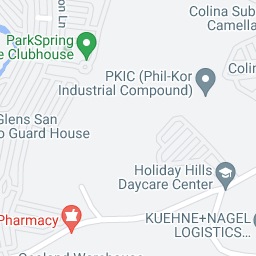 on Ln
Colina Sub
Camella
ParkSpring
e Clubhouse
Colin
PKIC (Phil-Kor
Industrial Compound)
Glens San
o Guard House
Holiday Hills
Daycare Center
Pharmacy
KUEHNE+NAGEL
LOGISTICS...
Warehouse